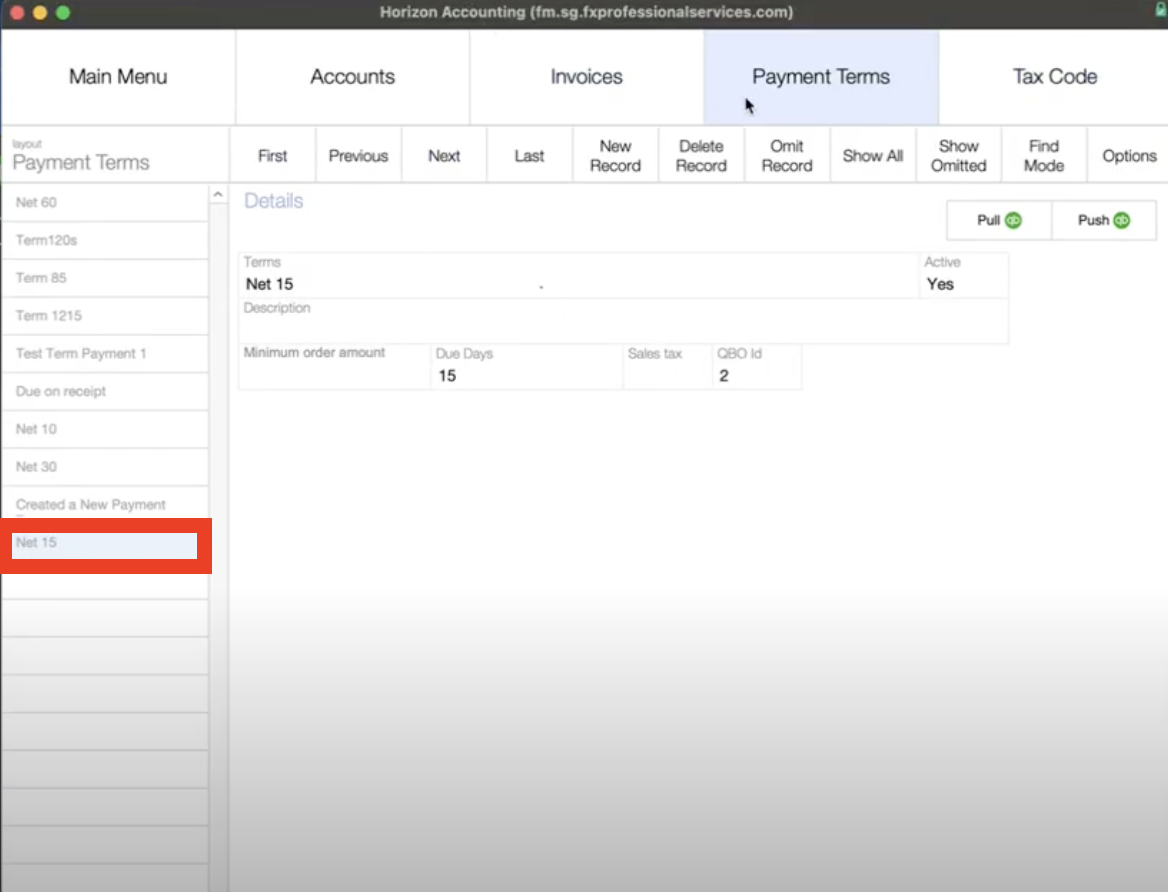 Horizon Accounting (fm.sg.fxprofessionalservices.com)
Main Menu
Accounts
Invoices
Payment Terms
Tax Code
layout
Payment Terms
First
Previous
Next
Last
New
Record
Delete
Record
Omit
Record
Show All
Show
Omitted
Find
Mode
Options
Net 60
Term120s
Term 85
Term 1215
Test Term Payment 1
Due on receipt
Net 10
Net 30
Created a New Payment
Net 15
Details
Pull qb
Push qb
Terms
Net 15
Active
Yes
Description
Minimum order amount
Due Days
15
Sales tax
QBO Id
2